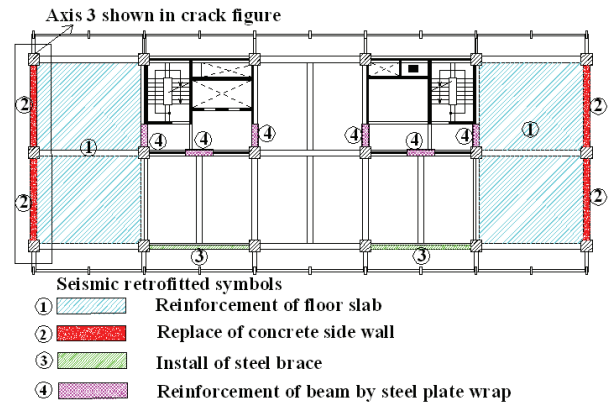 Axis 3 shown in crack figure
2
2
1
4
4
4
4
4
4
1
2
2
3
3
Seismic retrofitted symbols
1 Reinforcement of floor slab
2 Replace of concrete side wall
3 Install of steel brace
4 Reinforcement of beam by steel plate wrap